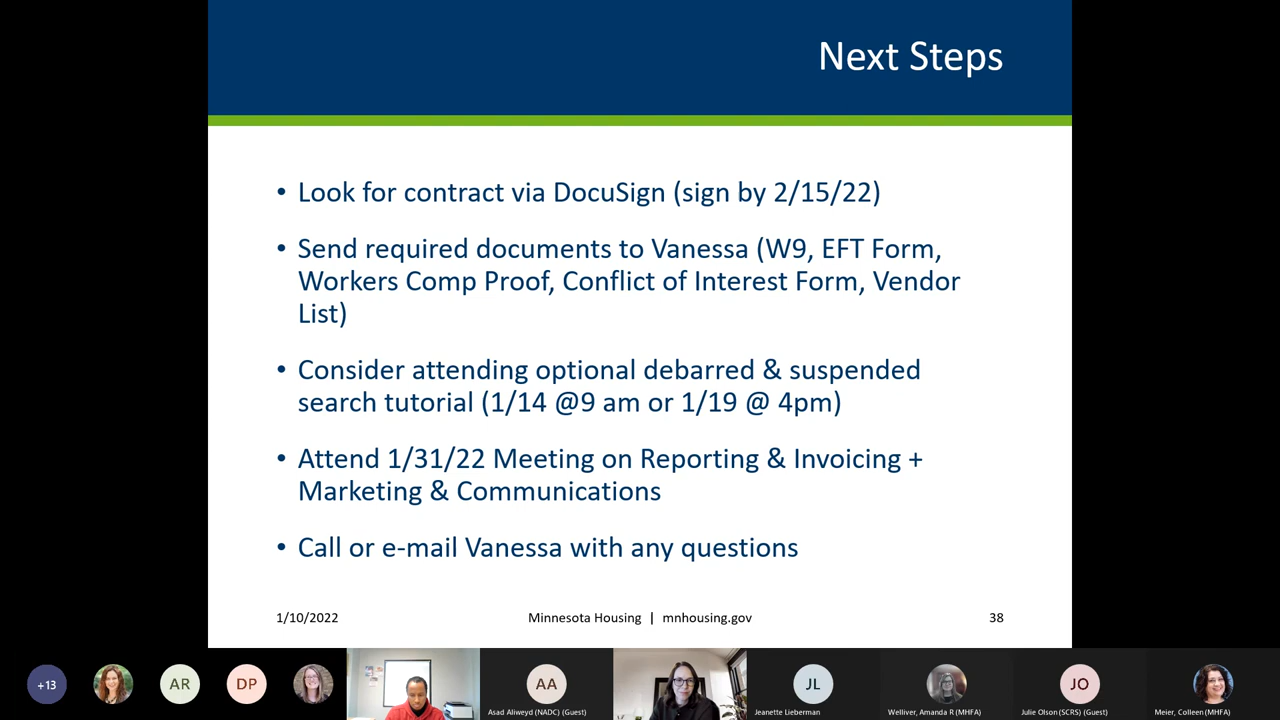 Next Steps
• Look for contract via DocuSign (sign by 2/15/22)
• Send required documents to Vanessa (W9, EFT Form,
Workers Comp Proof, Conflict of Interest Form, Vendor
List)
• Consider attending optional debarred & suspended
search tutorial (1/14 @9 am or 1/19 @ 4pm)
• Attend 1/31/22 Meeting on Reporting & Invoicing +
Marketing & Communications
• Call or e-mail Vanessa with any questions
1/10/2022
Minnesota Housing | mnhousing.gov
38
+13
AR
DP
AA
Asad Aliweyd (NADC) (Guest)
JL
Jeanette Lieberman
Welliver, Amanda R (MHFA)
JO
Julie Olson (SCRS) (Guest)
Meier, Colleen (MHFA)